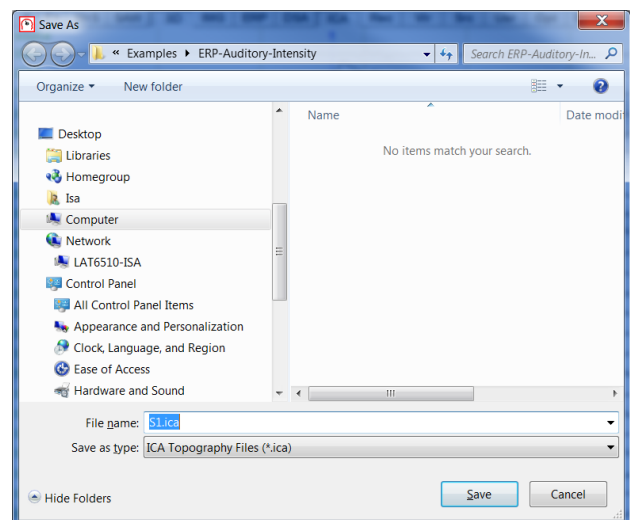 Save As
« Examples ▸ ERP-Auditory-Intensity
Search ERP-Auditory-In...
Organize
New folder
Name
Date modi
No items match your search.
Desktop
Libraries
Homegroup
Isa
Computer
Network
LAT6510-ISA
Control Panel
All Control Panel Items
Appearance and Personalization
Clock, Language, and Region
Ease of Access
Hardware and Sound
File name: S1.ica
Save as type: ICA Topography Files (*.ica)
Hide Folders
Save
Cancel